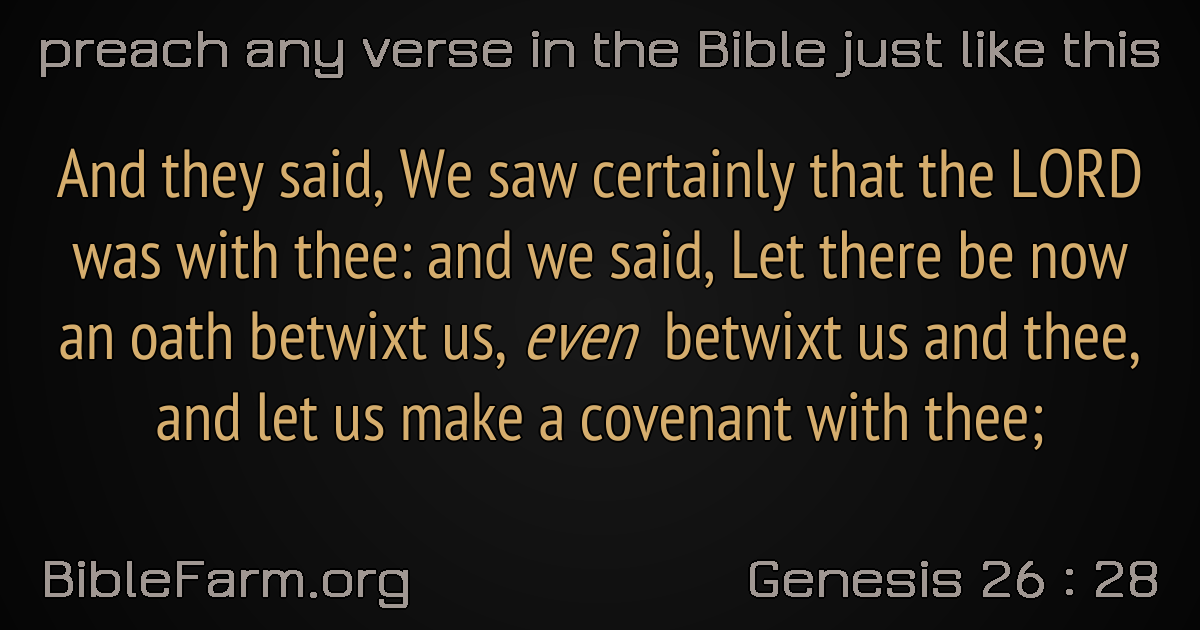 preach any verse in the Bible just like this
And they said, We saw certainly that the LORD
was with thee: and we said, Let there be now
an oath betwixt us, even betwixt us and thee,
and let us make a covenant with thee;
BibleFarm.org
Genesis 26 : 28